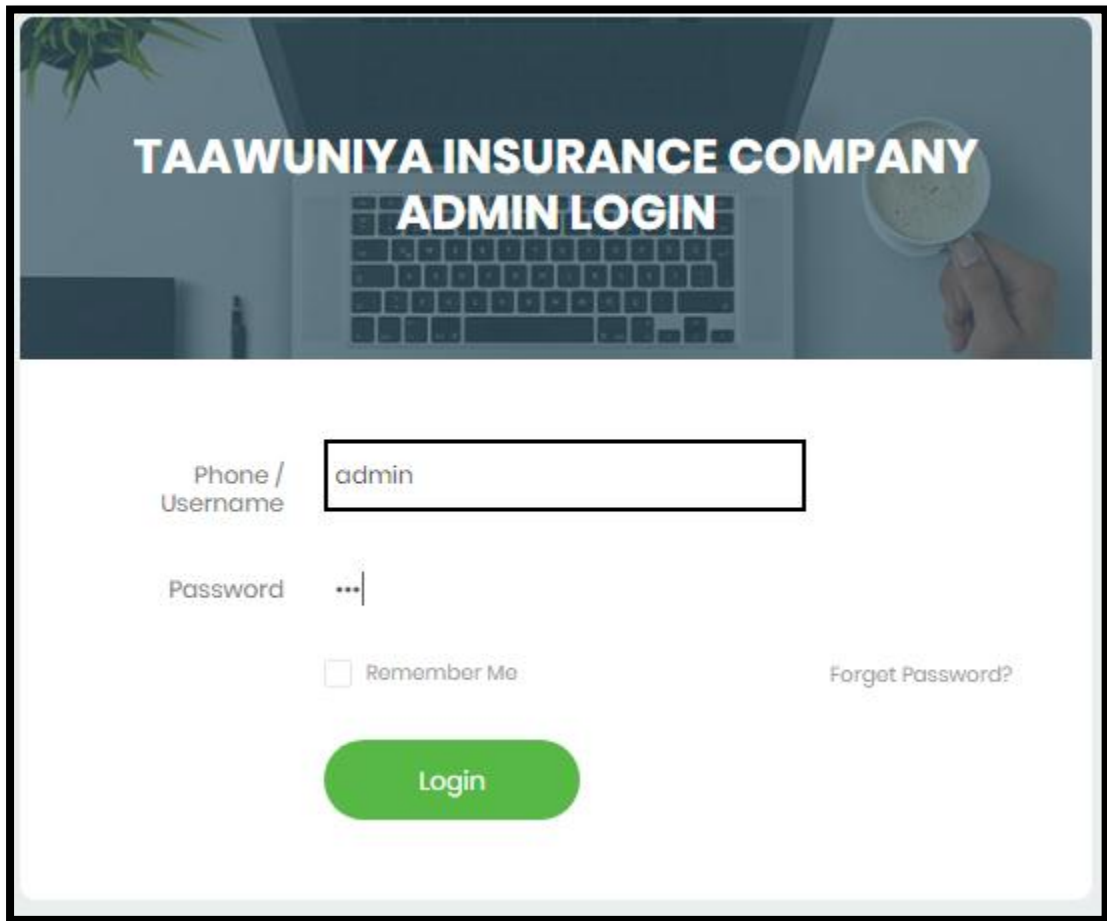 TAAWUNIYA INSURANCE COMPANY
ADMIN LOGIN
Phone /
Username
admin
Password
•••
Remember Me
Forget Password?
Login